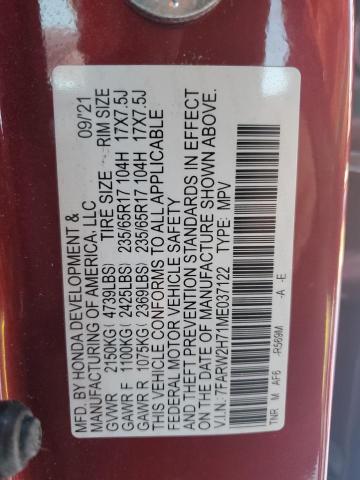 MFD. BY HONDA DEVELOPMENT &
MANUFACTURING OF AMERICA, LLC 09/21
TIRE SIZE RIM SIZE
GVWR 2150KG( 4739LBS)
GAWR F 1100KG( 2425LBS) 235/65R17 104H 17X7.5J
GAWR R 1075KG( 2369LBS) 235/65R17 104H 17X7.5J
THIS VEHICLE CONFORMS TO ALL APPLICABLE
FEDERAL MOTOR VEHICLE SAFETY
AND THEFT PREVENTION STANDARDS IN EFFECT
ON THE DATE OF MANUFACTURE SHOWN ABOVE.
V.I.N.: 7FARW2H71ME037122 TYPE: MPV
TNR M AF6 -R569M -A -E